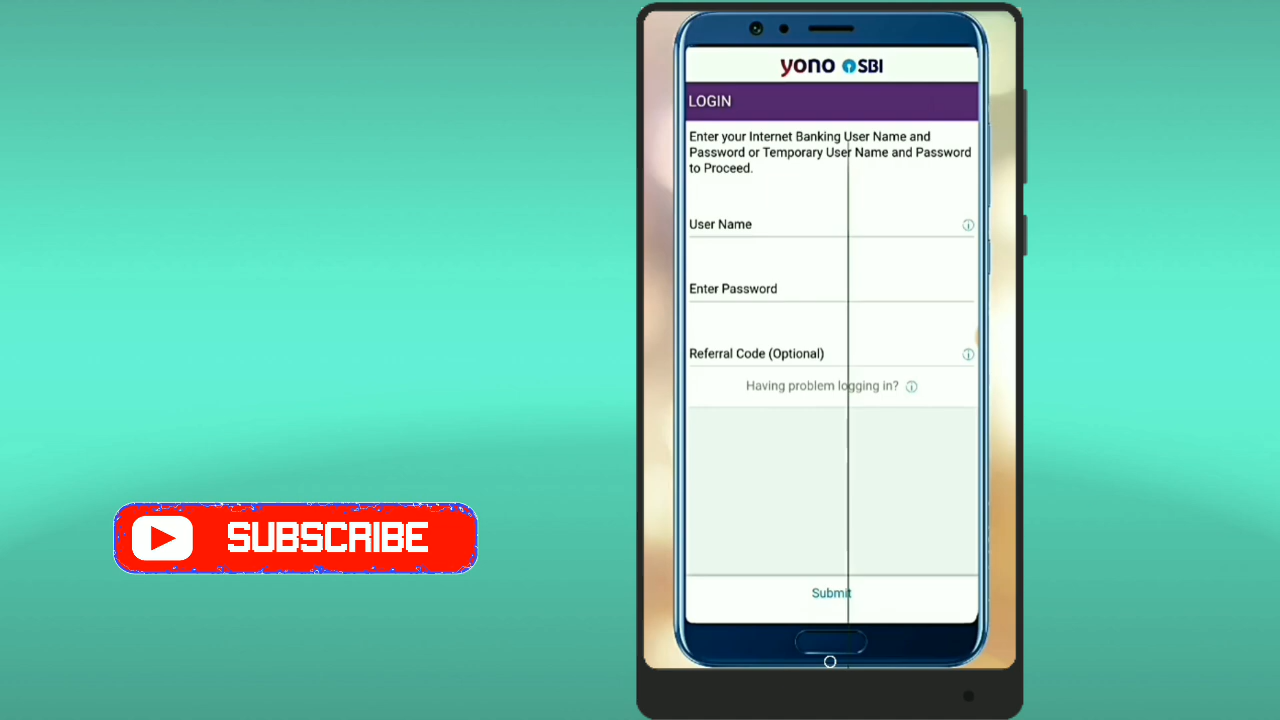 yono SBI
LOGIN
Enter your Internet Banking User Name and
Password or Temporary User Name and Password
to Proceed.
User Name
Enter Password
Referral Code (Optional)
Having problem logging in?
Submit
SUBSCRIBE